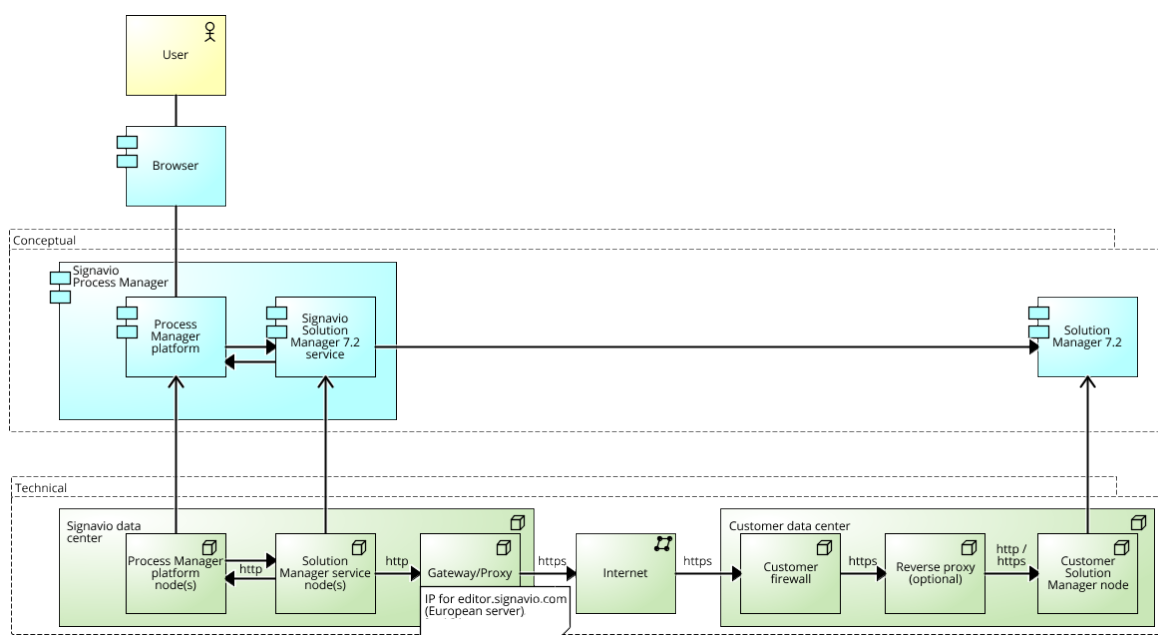 User
Browser
Conceptual
Signavio
Process Manager
Process
Manager
platform
Signavio
Solution
Manager 7.2
service
Solution
Manager 7.2
Technical
Signavio data
center
Customer data center
Process Manager
platform
node(s)
http
Solution
Manager service
node(s)
http
Gateway/Proxy
https
Internet
https
Customer
firewall
https
Reverse proxy
(optional)
http /
https
Customer
Solution
Manager node
IP for editor.signavio.com
(European server)